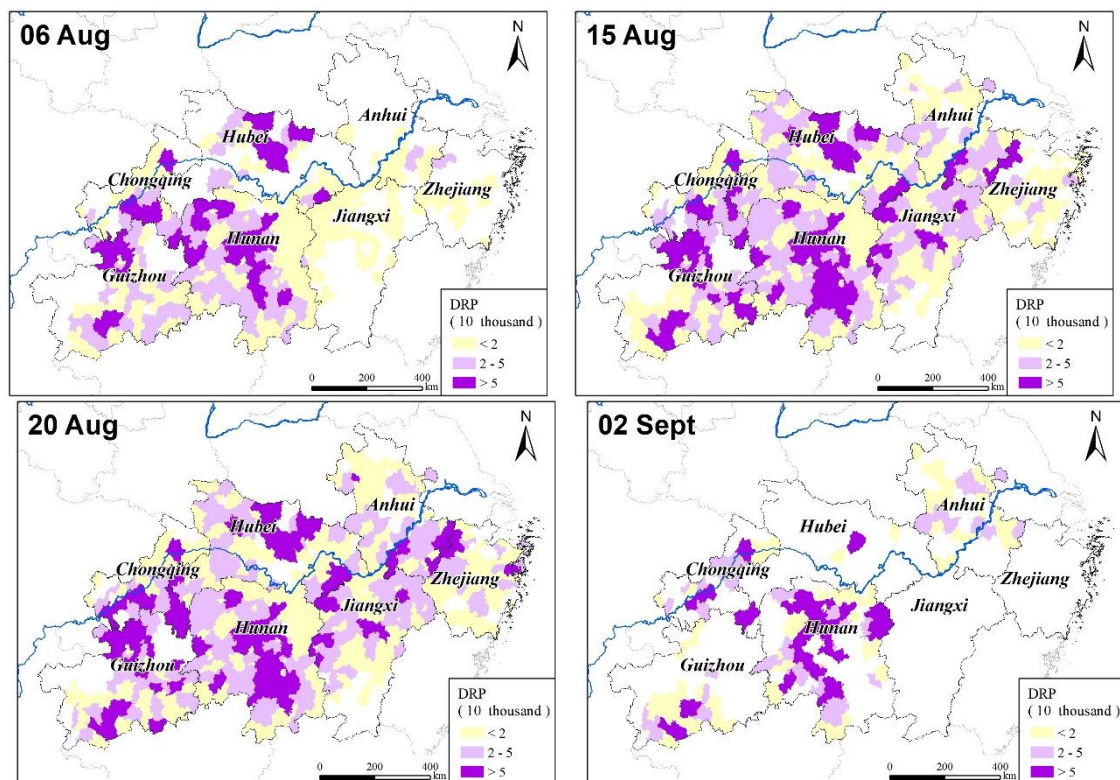 06 Aug
N
Anhui
Hubei
Chongqing
Zhejiang
Jiangxi
Hunan
Guizhou
DRP
( 10 thousand )
< 2
2 - 5
> 5
0 200 400
km
15 Aug
N
Anhui
Hubei
Chongqing
Zhejiang
Jiangxi
Hunan
Guizhou
DRP
( 10 thousand )
< 2
2 - 5
> 5
0 200 400
km
20 Aug
N
Anhui
Hubei
Chongqing
Zhejiang
Jiangxi
Hunan
Guizhou
DRP
( 10 thousand )
< 2
2 - 5
> 5
0 200 400
km
02 Sept
N
Anhui
Hubei
Chongqing
Zhejiang
Jiangxi
Hunan
Guizhou
DRP
( 10 thousand )
< 2
2 - 5
> 5
0 200 400
km